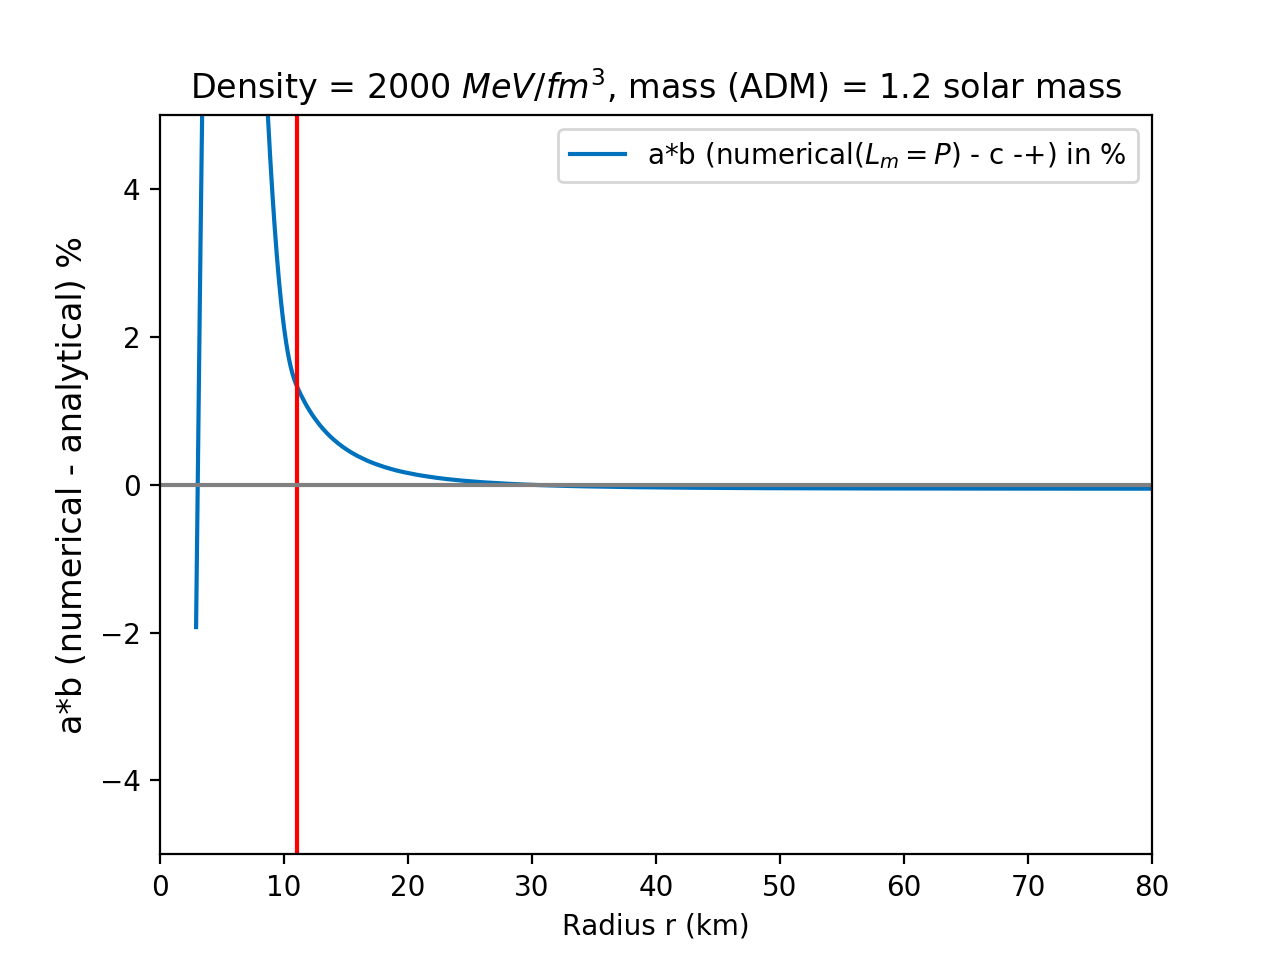 Density = 2000 MeV/fm³, mass (ADM) = 1.2 solar mass
a*b (numerical(Lₘ = P) - c -+) in %
a*b (numerical - analytical) %
4
2
0
−2
−4
0 10 20 30 40 50 60 70 80
Radius r (km)